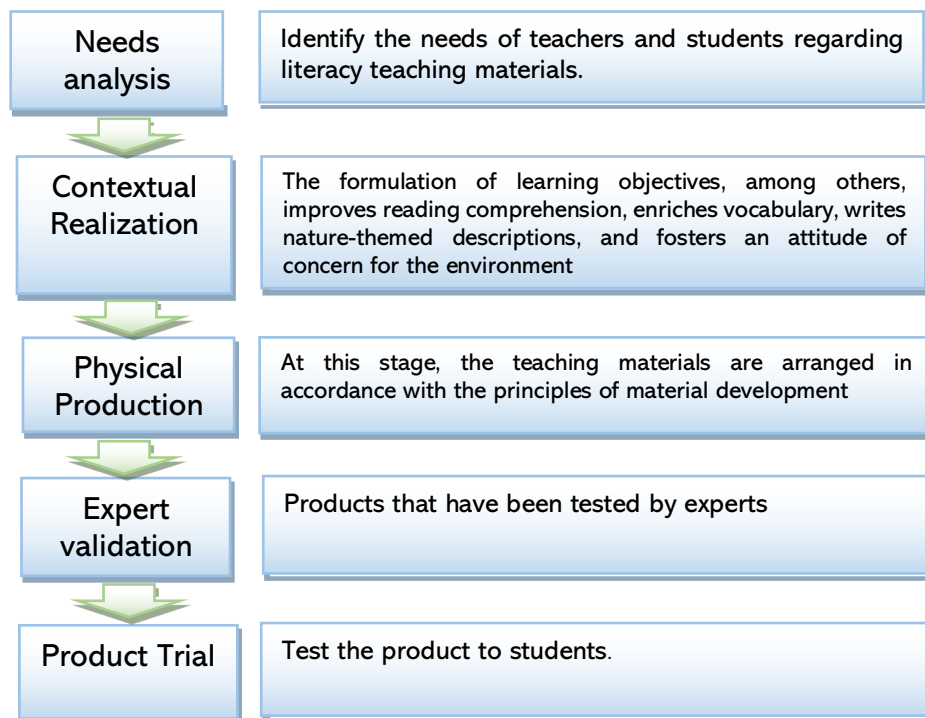 Needs
analysis
Identify the needs of teachers and students regarding
literacy teaching materials.
Contextual
Realization
The formulation of learning objectives, among others,
improves reading comprehension, enriches vocabulary, writes
nature-themed descriptions, and fosters an attitude of
concern for the environment
Physical
Production
At this stage, the teaching materials are arranged in
accordance with the principles of material development
Expert
validation
Products that have been tested by experts
Product Trial
Test the product to students.